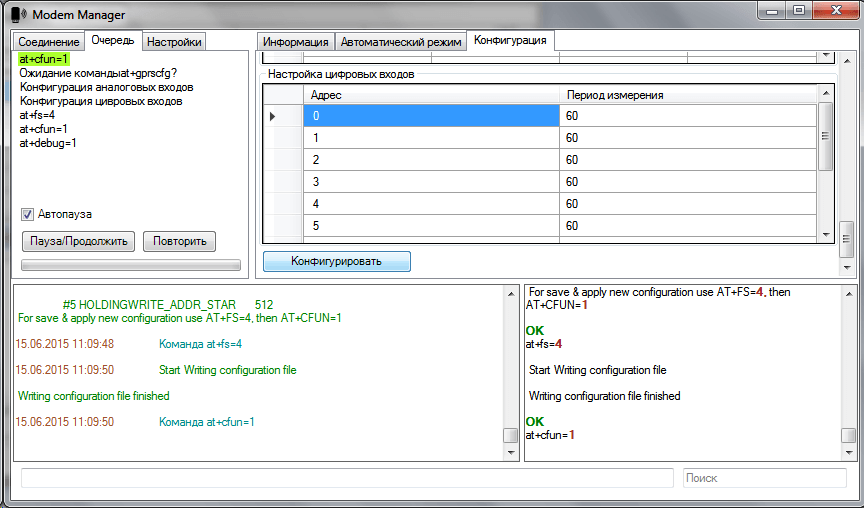 Modem Manager
Соединение
Очередь
Настройки
at+cfun=1
Ожидание командыat+gprscfg?
Конфигурация аналоговых входов
Конфигурация цивровых входов
at+fs=4
at+cfun=1
at+debug=1
Автопауза
Пауза/Продолжить
Повторить
Информация
Автоматический режим
Конфигурация
Настройка цифровых входов
Адрес Период измерения
0 60
1 60
2 60
3 60
4 60
5 60
Конфигурировать
#5 HOLDINGWRITE_ADDR_STAR 512
For save & apply new configuration use AT+FS=4, then AT+CFUN=1
15.06.2015 11:09:48 Команда at+fs=4
15.06.2015 11:09:50 Start Writing configuration file
Writing configuration file finished
15.06.2015 11:09:50 Команда at+cfun=1
For save & apply new configuration use AT+FS=4, then
AT+CFUN=1
OK
at+fs=4
Start Writing configuration file
Writing configuration file finished
OK
at+cfun=1
Поиск